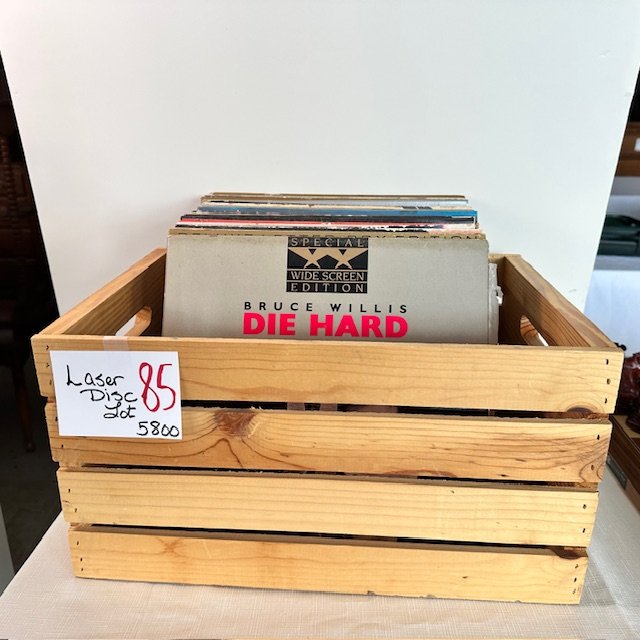 SPECIAL
WIDE SCREEN
EDITION
BRUCE WILLIS
DIE HARD
Laser
Disc
Lot
85
5800